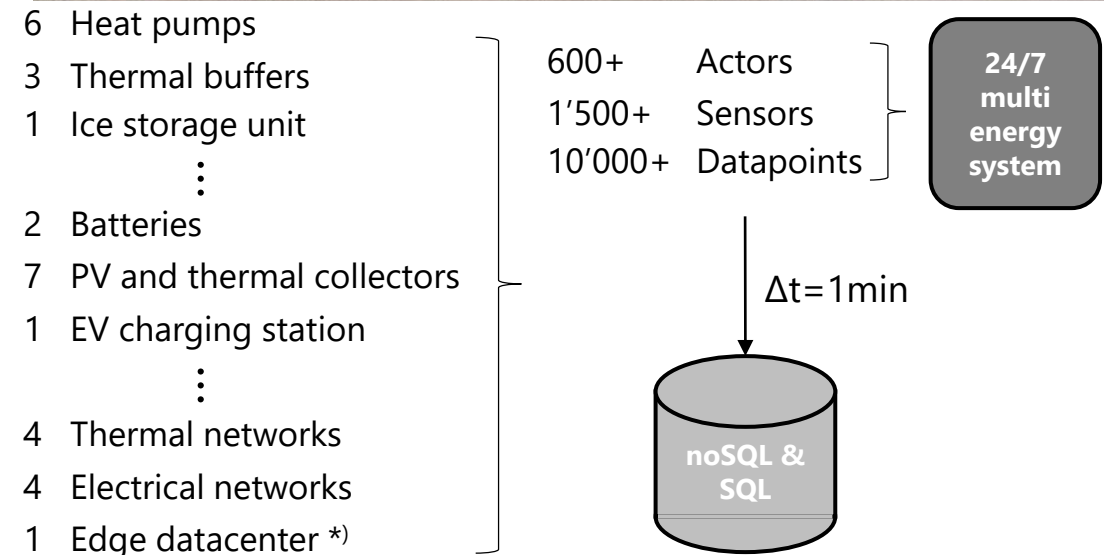 6 Heat pumps
3 Thermal buffers
1 Ice storage unit
⋮
2 Batteries
7 PV and thermal collectors
1 EV charging station
⋮
4 Thermal networks
4 Electrical networks
1 Edge datacenter *)
600+ Actors
1’500+ Sensors
10’000+ Datapoints
24/7
multi
energy
system
Δt=1min
noSQL &
SQL